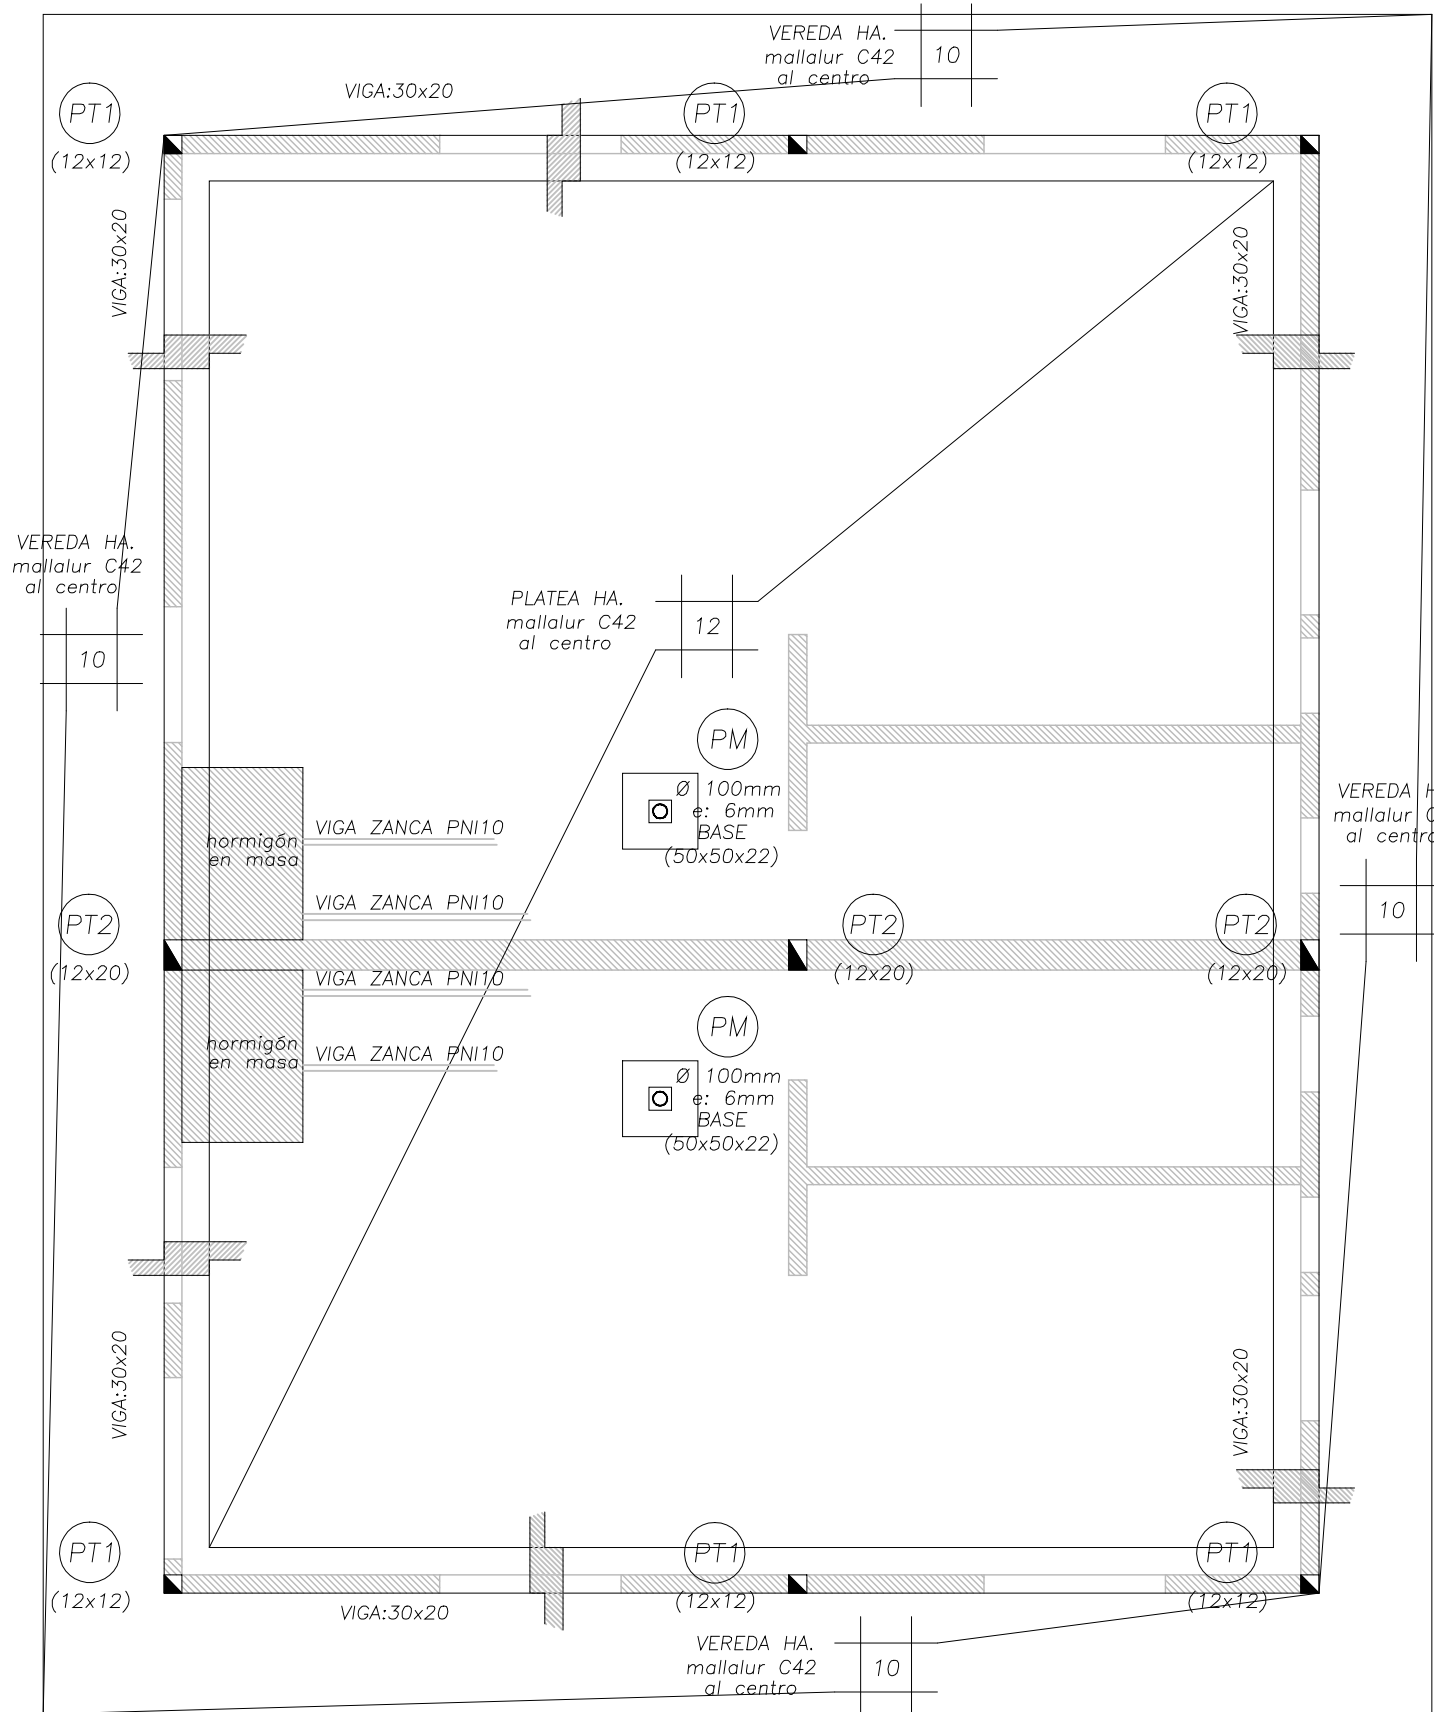 VEREDA HA.
mallalur C42
al centro
10
VIGA:30x20
PT1
(12x12)
PT1
(12x12)
PT1
(12x12)
VIGA:30x20
VIGA:30x20
VEREDA HA.
mallalur C42
al centro
10
PLATEA HA.
mallalur C42
al centro
12
PM
Ø 100mm
e: 6mm
BASE
(50x50x22)
VEREDA
mallalur
al centro
10
hormigón
en masa
VIGA ZANCA PNI10
VIGA ZANCA PNI10
PT2
(12x20)
PT2
(12x20)
PT2
(12x20)
VIGA ZANCA PNI10
hormigón
en masa
VIGA ZANCA PNI10
PM
Ø 100mm
e: 6mm
BASE
(50x50x22)
VIGA:30x20
VIGA:30x20
PT1
(12x12)
PT1
(12x12)
PT1
(12x12)
VIGA:30x20
VEREDA HA.
mallalur C42
al centro
10